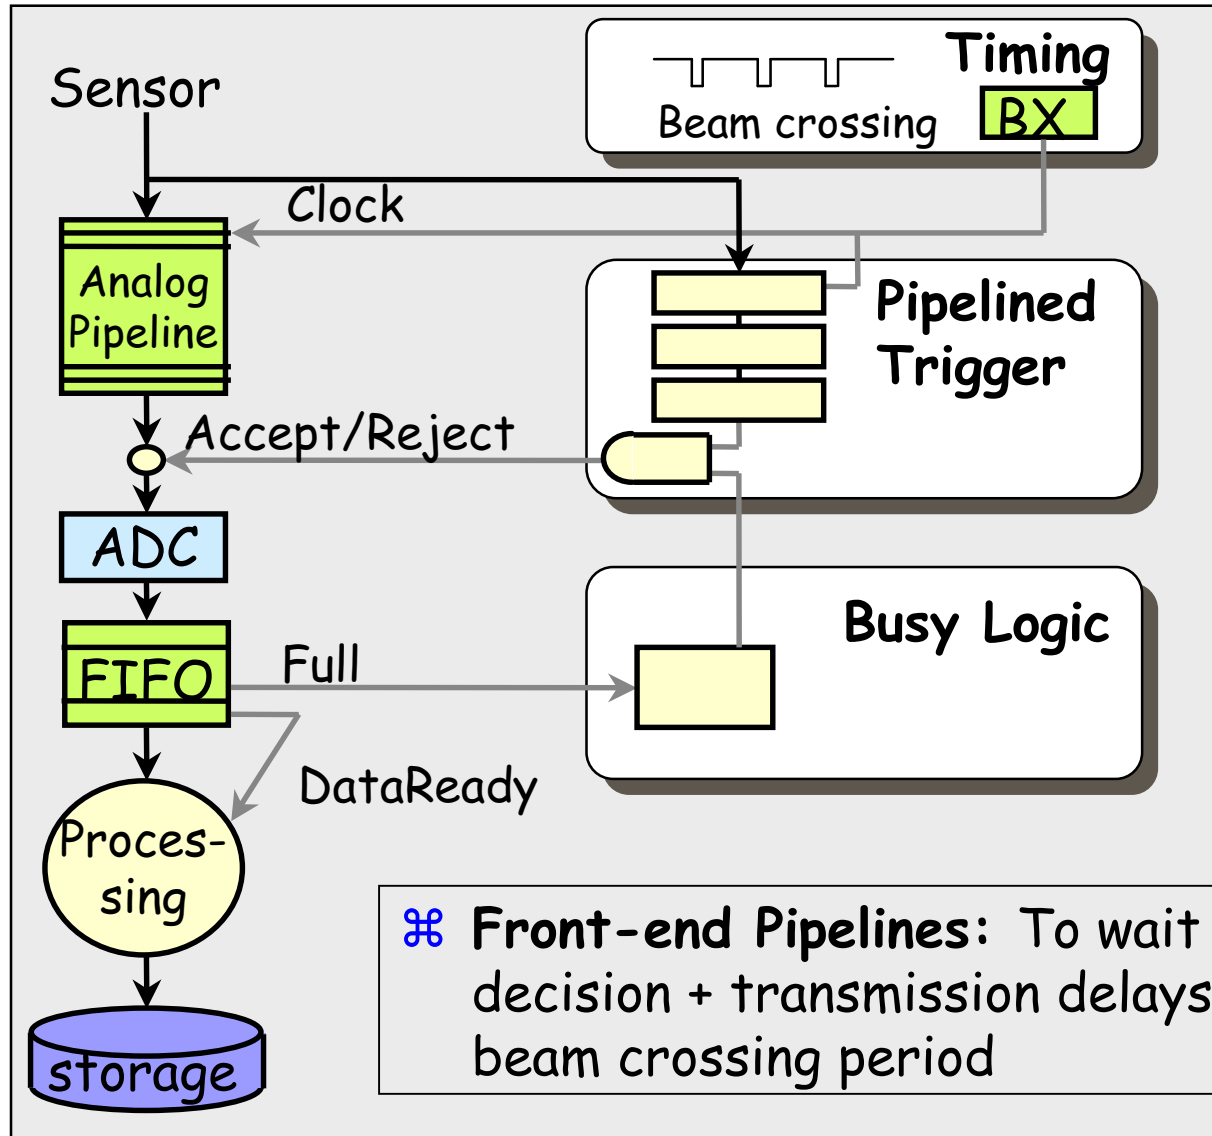 Sensor
Timing
Beam crossing
BX
Clock
Analog
Pipeline
Pipelined
Trigger
Accept/Reject
ADC
Busy Logic
FIFO
Full
DataReady
Proces-
sing
storage
⌘ Front-end Pipelines: To wait
decision + transmission delays
beam crossing period